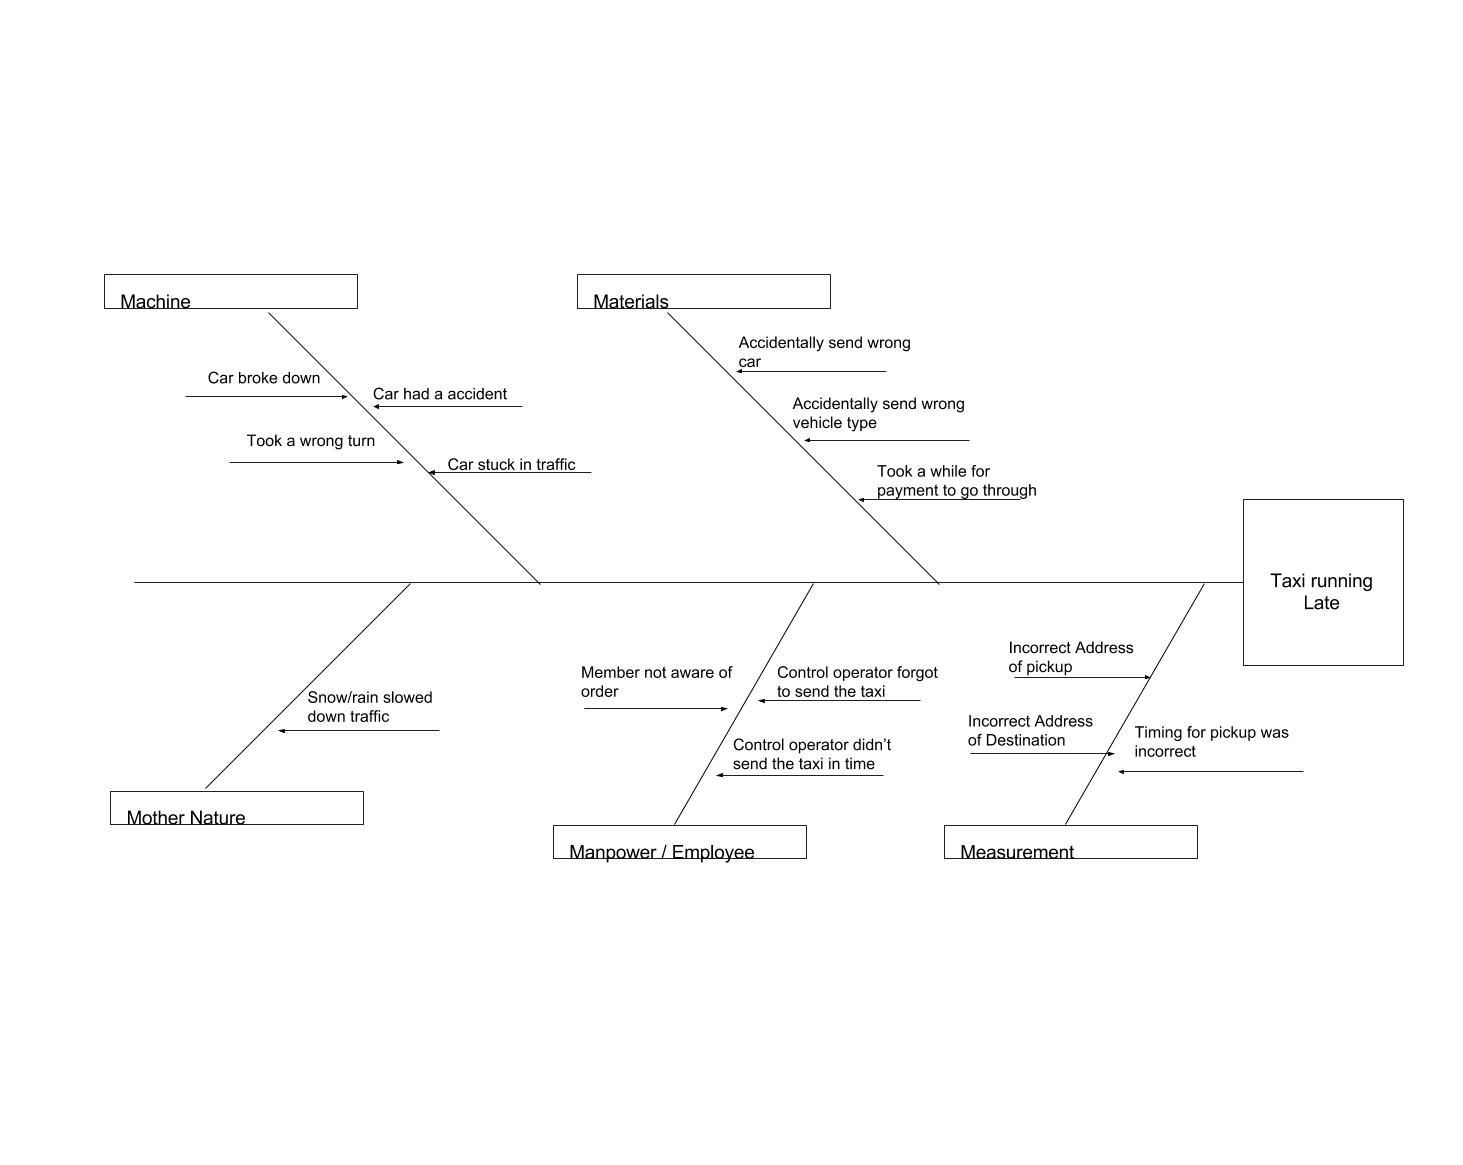 Machine
Materials
Accidentally send wrong
car
Car broke down
Car had a accident
Accidentally send wrong
vehicle type
Took a wrong turn
Car stuck in traffic
Took a while for
payment to go through
Taxi running
Late
Incorrect Address
of pickup
Member not aware of
order
Control operator forgot
to send the taxi
Snow/rain slowed
down traffic
Incorrect Address
of Destination
Timing for pickup was
incorrect
Control operator didn’t
send the taxi in time
Mother Nature
Manpower / Employee
Measurement